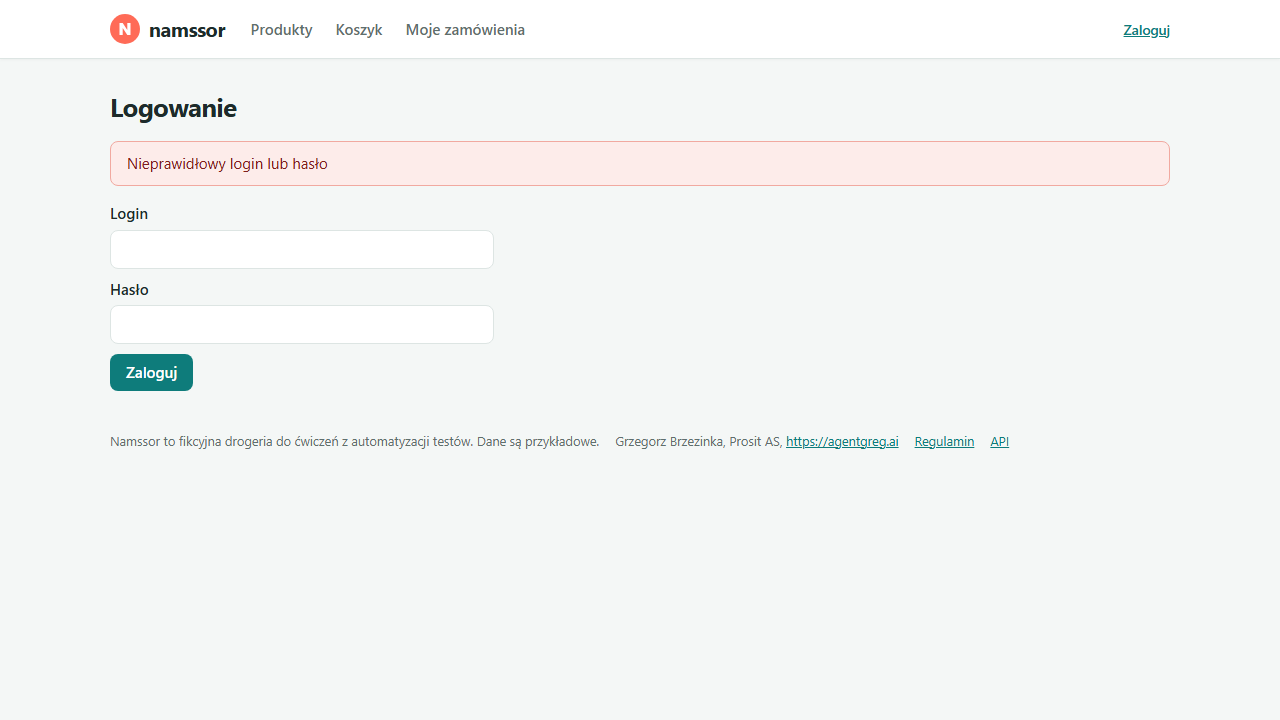 N namssor Produkty Koszyk Moje zamówienia Zaloguj
Logowanie
Nieprawidłowy login lub hasło
Login
Hasło
Zaloguj
Namssor to fikcyjna drogeria do ćwiczeń z automatyzacji testów. Dane są przykładowe. Grzegorz Brzezinka, Prosit AS, https://agentgreg.ai Regulamin API